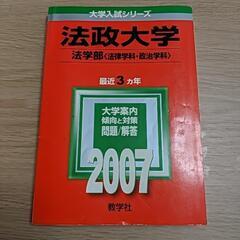 大学入試シリーズ
法政大学
法学部〈法律学科・政治学科〉
最近3ヵ年
大学案内
傾向と対策
問題/解答
2007
教学社